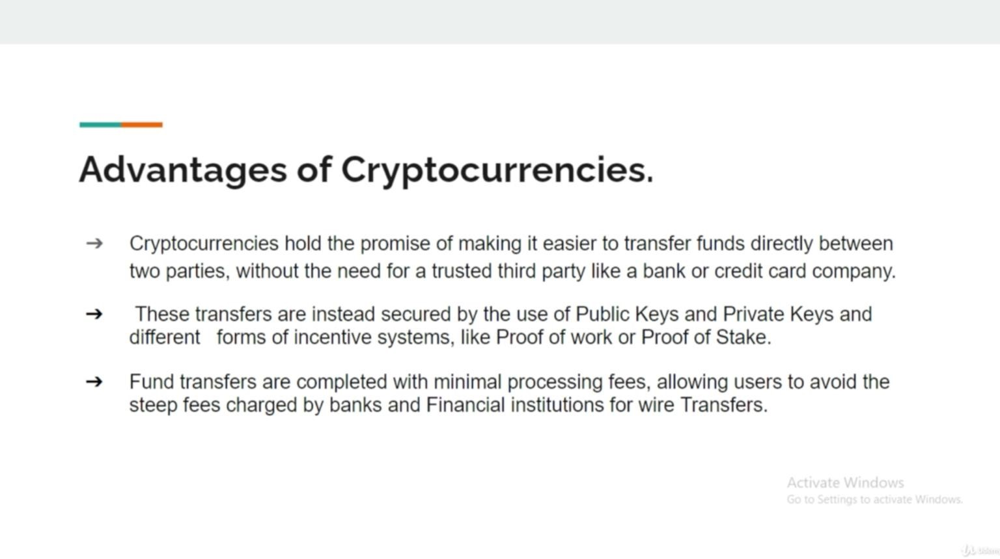 Advantages of Cryptocurrencies.
➔ Cryptocurrencies hold the promise of making it easier to transfer funds directly between
two parties, without the need for a trusted third party like a bank or credit card company.
➔ These transfers are instead secured by the use of Public Keys and Private Keys and
different forms of incentive systems, like Proof of work or Proof of Stake.
➔ Fund transfers are completed with minimal processing fees, allowing users to avoid the
steep fees charged by banks and Financial institutions for wire Transfers.
Activate Windows
Go to Settings to activate Windows.